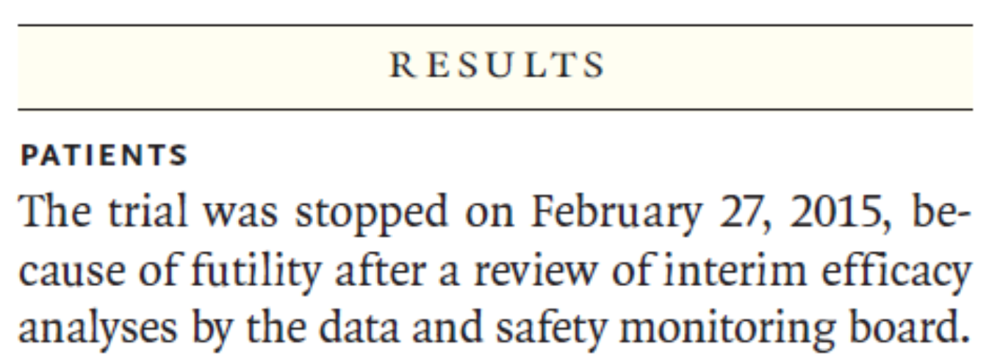 RESULTS
PATIENTS
The trial was stopped on February 27, 2015, be-
cause of futility after a review of interim efficacy
analyses by the data and safety monitoring board.